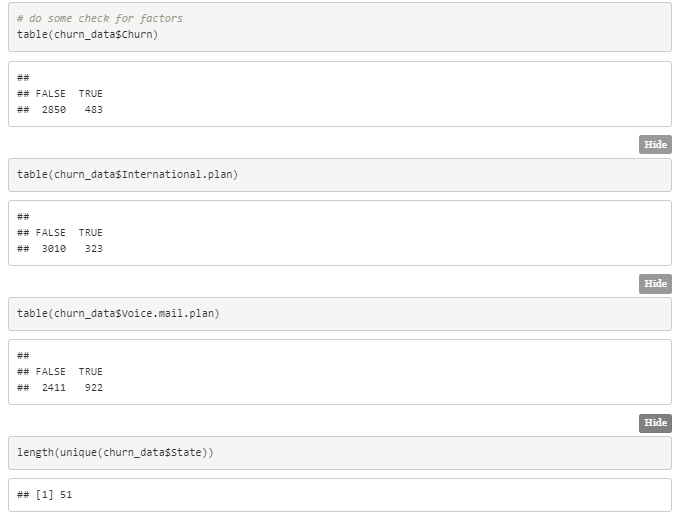 # do some check for factors
table(churn_data$Churn)
##
## FALSE  TRUE
##  2850   483
Hide
table(churn_data$International.plan)
##
## FALSE  TRUE
##  3010   323
Hide
table(churn_data$Voice.mail.plan)
##
## FALSE  TRUE
##  2411   922
Hide
length(unique(churn_data$State))
## [1] 51